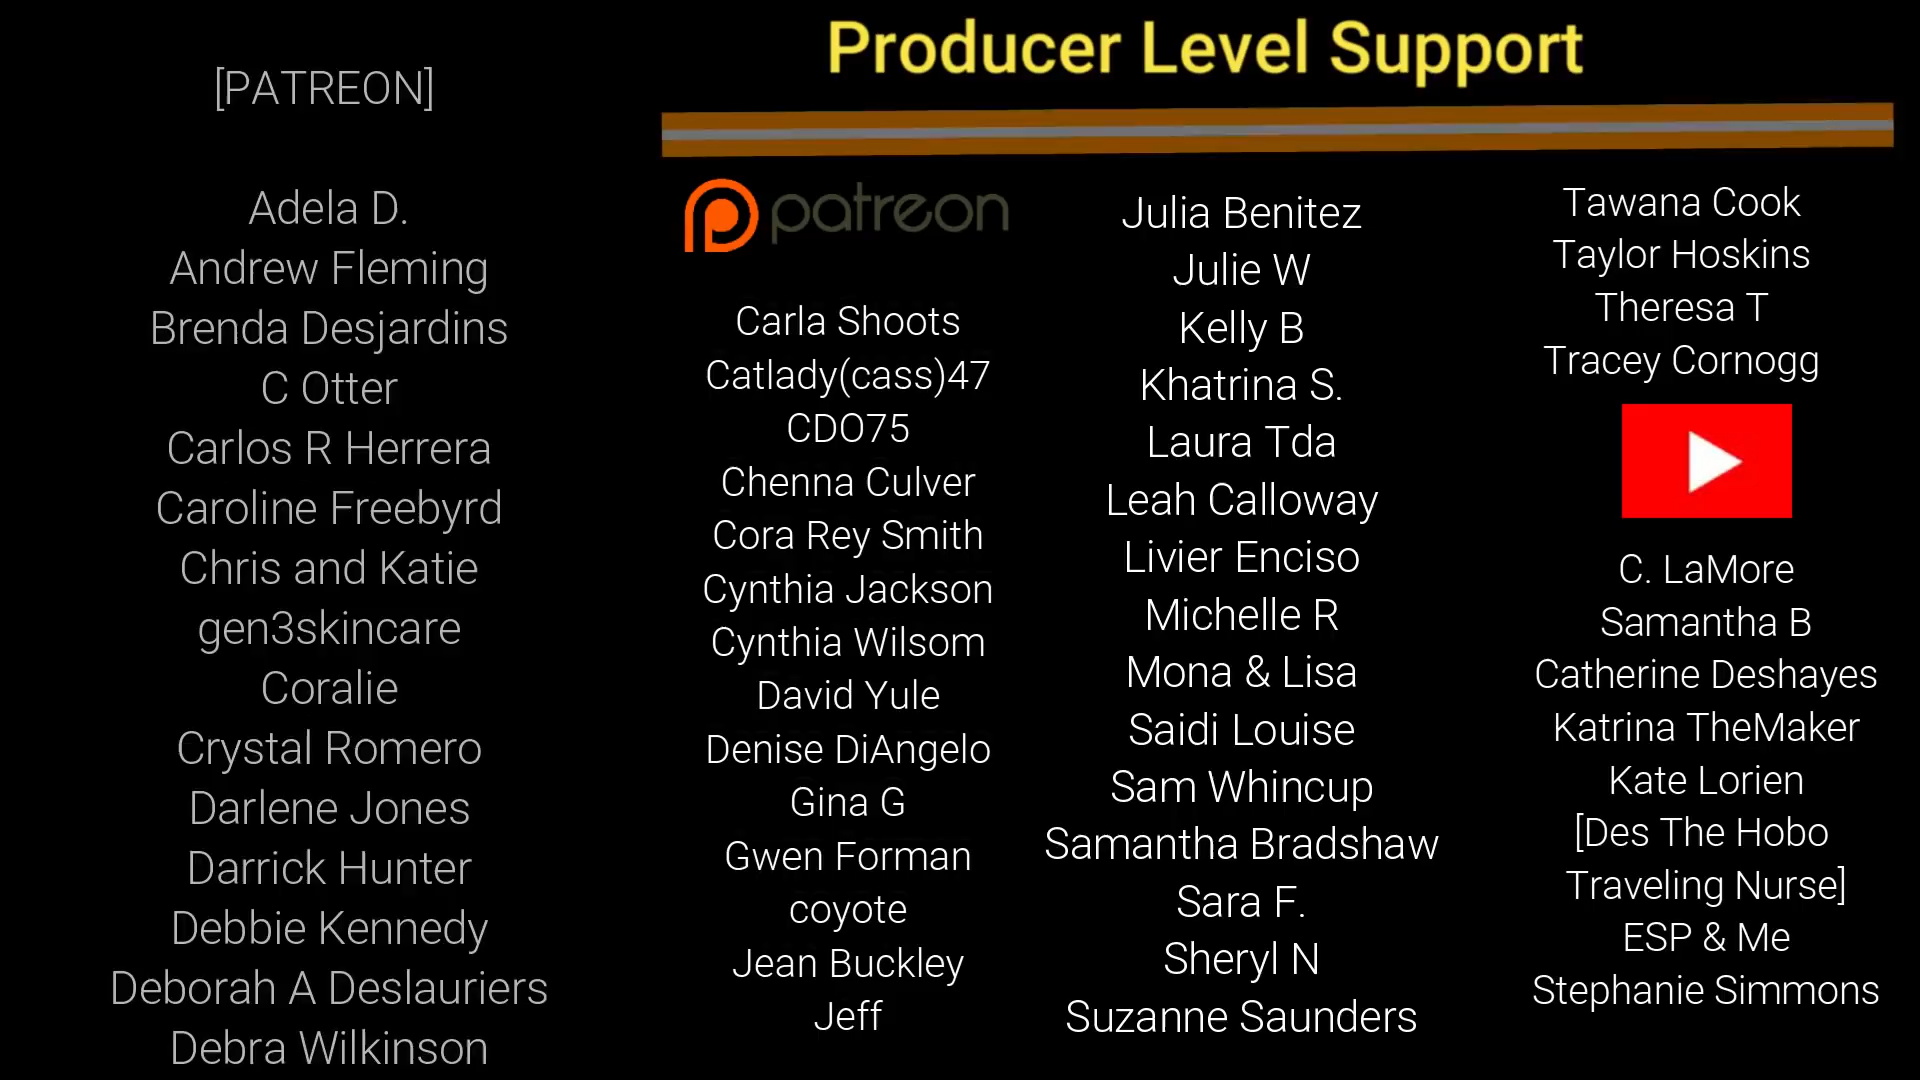 [PATREON]
Adela D.
Andrew Fleming
Brenda Desjardins
C Otter
Carlos R Herrera
Caroline Freebyrd
Chris and Katie
gen3skincare
Coralie
Crystal Romero
Darlene Jones
Darrick Hunter
Debbie Kennedy
Deborah A Deslauriers
Debra Wilkinson
Producer Level Support
patreon
Carla Shoots
Catlady(cass)47
CDO75
Chenna Culver
Cora Rey Smith
Cynthia Jackson
Cynthia Wilsom
David Yule
Denise DiAngelo
Gina G
Gwen Forman
coyote
Jean Buckley
Jeff
Julia Benitez
Julie W
Kelly B
Khatrina S.
Laura Tda
Leah Calloway
Livier Enciso
Michelle R
Mona & Lisa
Saidi Louise
Sam Whincup
Samantha Bradshaw
Sara F.
Sheryl N
Suzanne Saunders
Tawana Cook
Taylor Hoskins
Theresa T
Tracey Cornogg
C. LaMore
Samantha B
Catherine Deshayes
Katrina TheMaker
Kate Lorien
[Des The Hobo
Traveling Nurse]
ESP & Me
Stephanie Simmons